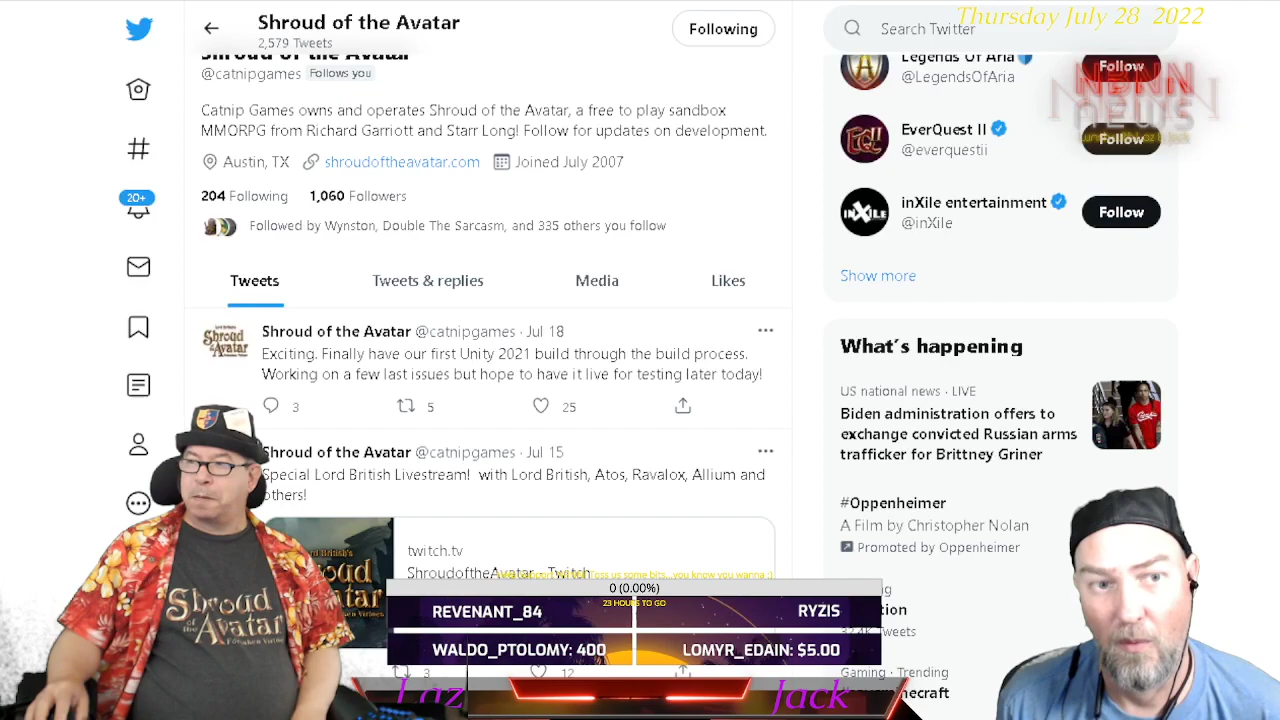 Thursday July 28 2022
Shroud of the Avatar
2,579 Tweets
Following
Search Twitter
Shroud of the Avatar
@catnipgames Follows you
Catnip Games owns and operates Shroud of the Avatar, a free to play sandbox
MMORPG from Richard Garriott and Starr Long! Follow for updates on development.
Austin, TX shroudoftheavatar.com Joined July 2007
204 Following 1,060 Followers
Followed by Wynston, Double The Sarcasm, and 335 others you follow
Tweets Tweets & replies Media Likes
20+
Shroud of the Avatar @catnipgames · Jul 18
Exciting. Finally have our first Unity 2021 build through the build process.
Working on a few last issues but hope to have it live for testing later today!
3 5 25
Shroud of the Avatar @catnipgames · Jul 15
Special Lord British Livestream! with Lord British, Atos, Ravalox, Allium and
others!
twitch.tv
ShroudoftheAvatar - Twitch
3 12
Legends Of Aria
@LegendsOfAria
Follow
NBNN
NEWS
EverQuest II
@everquestii
Follow
inXile entertainment
@inXile
Follow
INXILE
Show more
What's happening
US national news · LIVE
Biden administration offers to
exchange convicted Russian arms
trafficker for Brittney Griner
#Oppenheimer
A Film by Christopher Nolan
Promoted by Oppenheimer
Gaming · Trending
Shroud
of the
Avatar
0 (0.00%)
23 HOURS TO GO
REVENANT_84 RYZIS
WALDO_PTOLOMY: 400 LOMYR_EDAIN: $5.00
Laz Jack